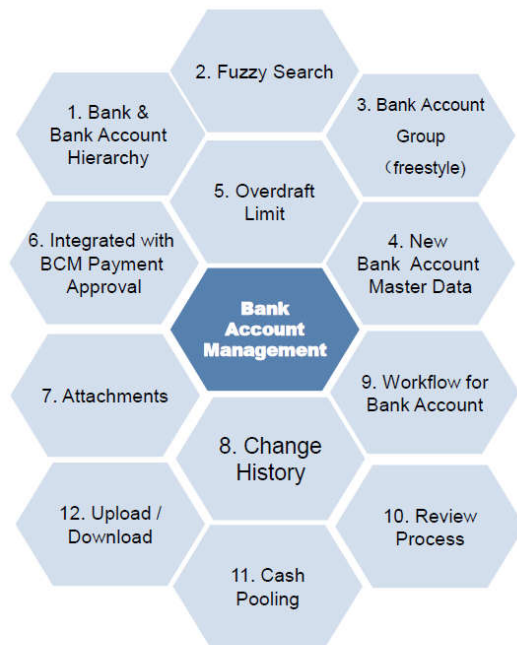 2. Fuzzy Search
1. Bank &
Bank Account
Hierarchy
3. Bank Account
Group
（freestyle)
5. Overdraft
Limit
6. Integrated with
BCM Payment
Approval
4. New
Bank Account
Master Data
Bank
Account
Management
7. Attachments
9. Workflow for
Bank Account
8. Change
History
12. Upload /
Download
10. Review
Process
11. Cash
Pooling